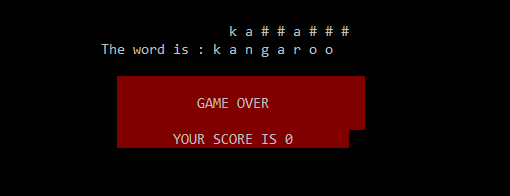 k a # # a # # #
The word is : k a n g a r o o
GAME OVER
YOUR SCORE IS 0